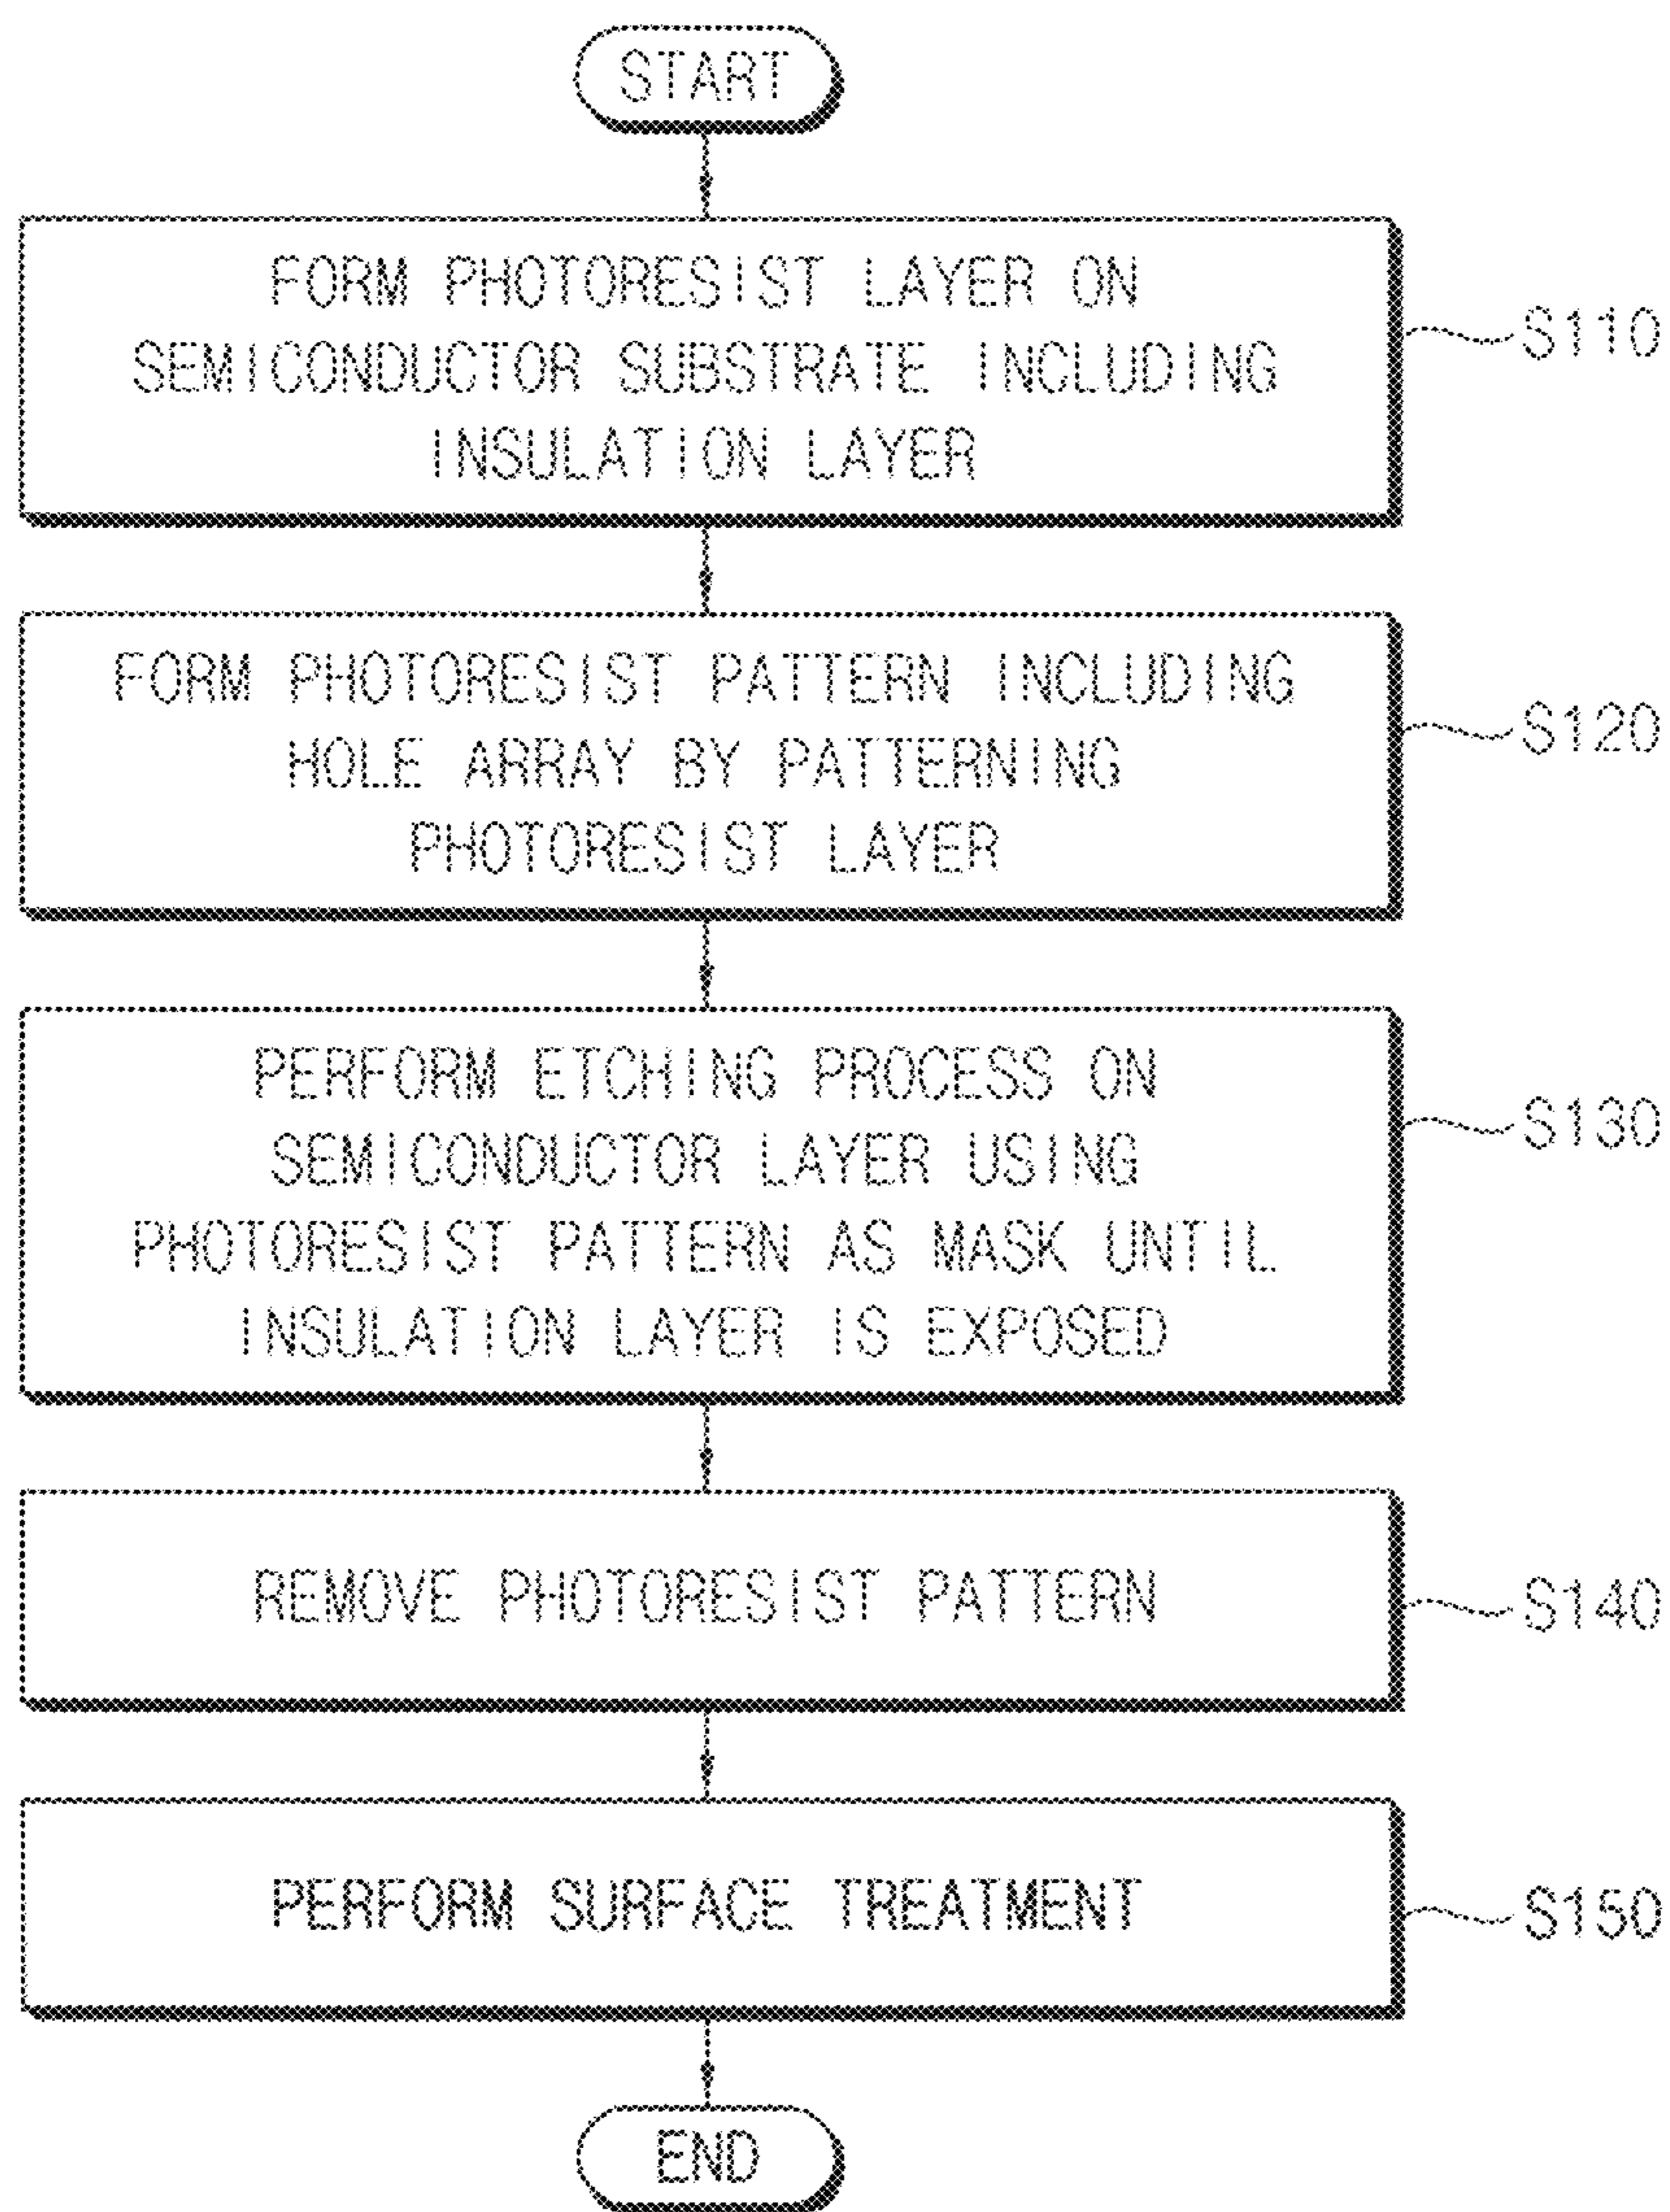 START
FORM PHOTORESIST LAYER ON
SEMICONDUCTOR SUBSTRATE INCLUDING
INSULATION LAYER
S110
FORM PHOTORESIST PATTERN INCLUDING
HOLE ARRAY BY PATTERNING
PHOTORESIST LAYER
S120
PERFORM ETCHING PROCESS ON
SEMICONDUCTOR LAYER USING
PHOTORESIST PATTERN AS MASK UNTIL
INSULATION LAYER IS EXPOSED
S130
REMOVE PHOTORESIST PATTERN
S140
PERFORM SURFACE TREATMENT
S150
END